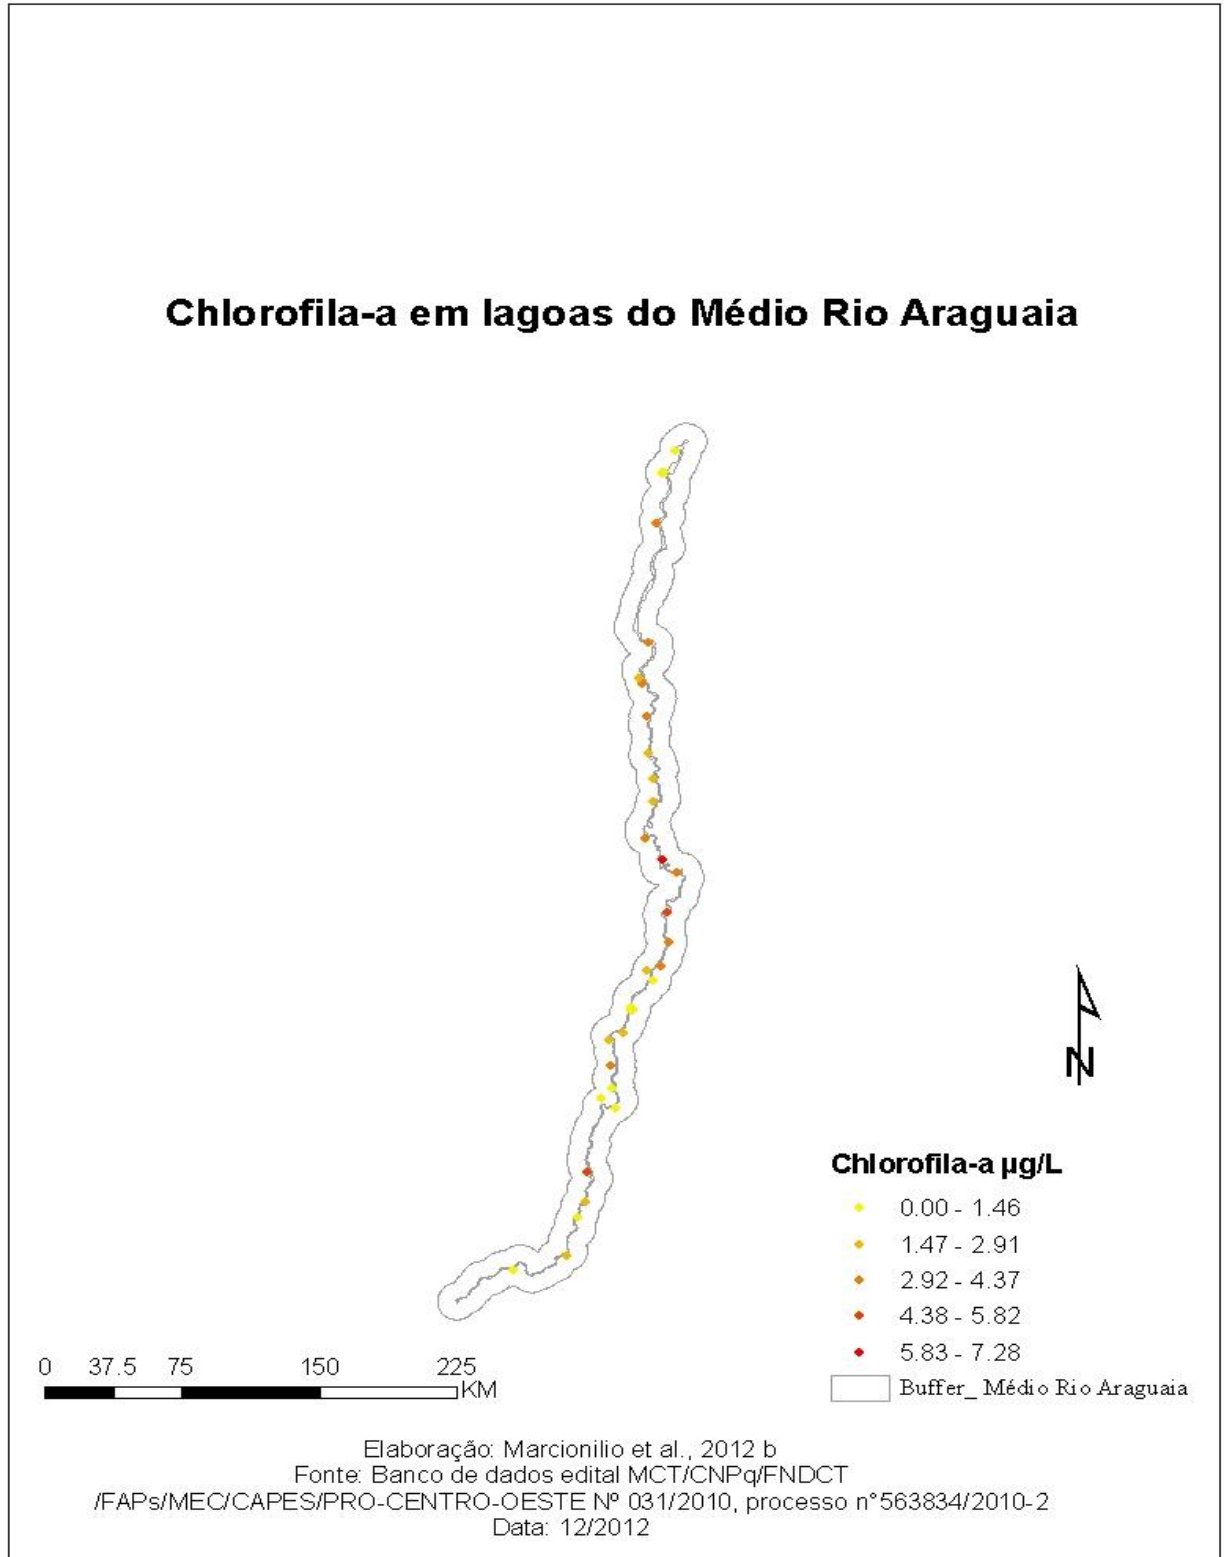 Chlorofila-a em lagoas do Médio Rio Araguaia
N
Chlorofila-a µg/L
0.00 - 1.46
1.47 - 2.91
2.92 - 4.37
4.38 - 5.82
5.83 - 7.28
Buffer_ Médio Rio Araguaia
0 37.5 75 150 225
KM
Elaboração: Marcionilio et al., 2012 b
Fonte: Banco de dados edital MCT/CNPq/FNDCT
/FAPs/MEC/CAPES/PRO-CENTRO-OESTE Nº 031/2010, processo n°563834/2010-2
Data: 12/2012